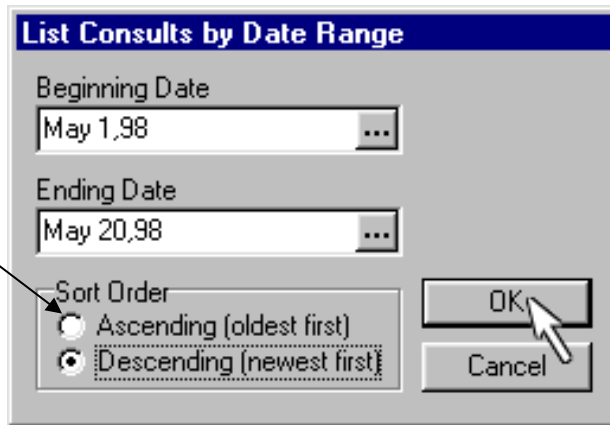 List Consults by Date Range
Beginning Date
May 1,98
...
Ending Date
May 20,98
...
Sort Order
Ascending (oldest first)
Descending (newest first)
OK
Cancel